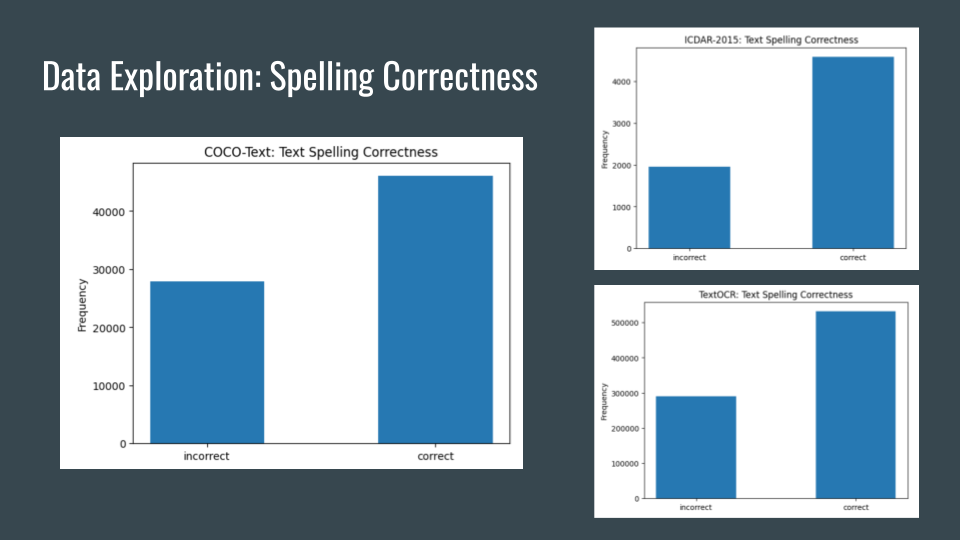 Data Exploration: Spelling Correctness
COCO-Text: Text Spelling Correctness
Frequency
40000
30000
20000
10000
0
incorrect correct
ICDAR-2015: Text Spelling Correctness
Frequency
4000
3000
2000
1000
0
incorrect correct
TextOCR: Text Spelling Correctness
Frequency
500000
400000
300000
200000
100000
0
incorrect correct